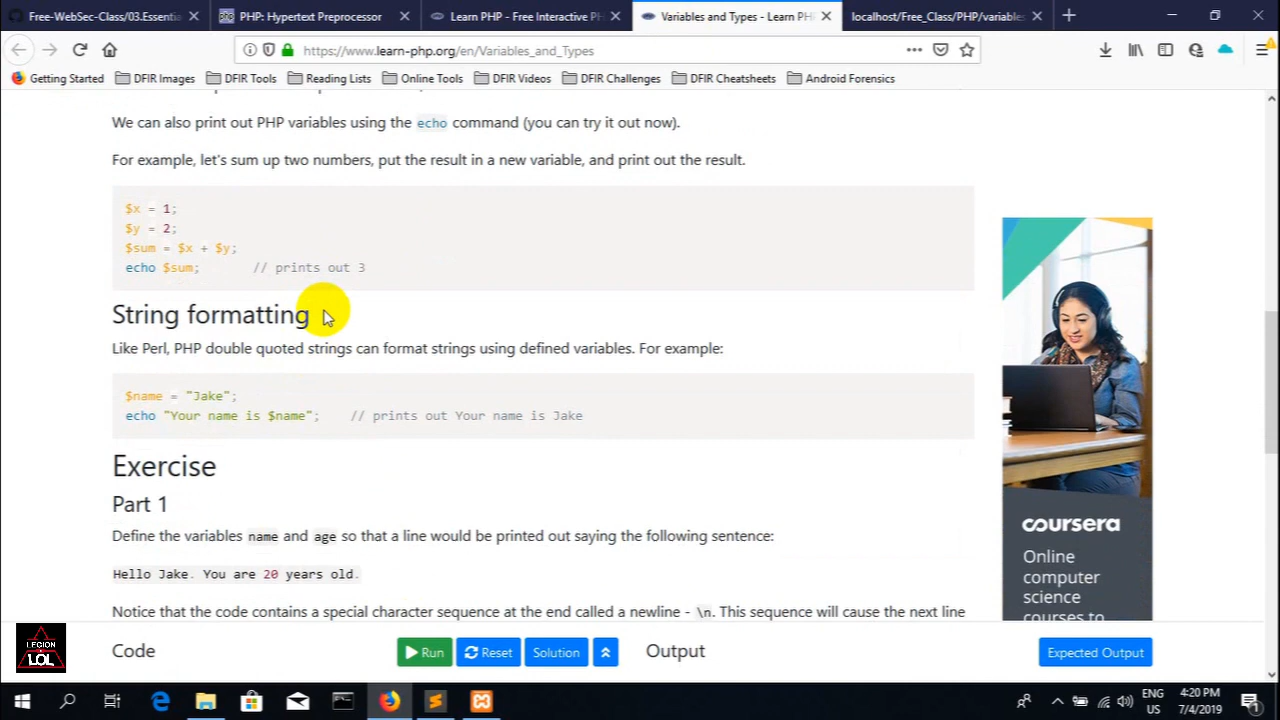 Free-WebSec-Class/03.Essentia
PHP: Hypertext Preprocessor
Learn PHP - Free Interactive PH
Variables and Types - Learn PH
localhost/Free_Class/PHP/variables
https://www.learn-php.org/en/Variables_and_Types
Getting Started
DFIR Images
DFIR Tools
Reading Lists
Online Tools
DFIR Videos
DFIR Challenges
DFIR Cheatsheets
Android Forensics
We can also print out PHP variables using the echo command (you can try it out now).
For example, let's sum up two numbers, put the result in a new variable, and print out the result.
$x = 1;
$y = 2;
$sum = $x + $y;
echo $sum; // prints out 3
String formatting
Like Perl, PHP double quoted strings can format strings using defined variables. For example:
$name = "Jake";
echo "Your name is $name"; // prints out Your name is Jake
Exercise
Part 1
Define the variables name and age so that a line would be printed out saying the following sentence:
Hello Jake. You are 20 years old.
Notice that the code contains a special character sequence at the end called a newline - \n. This sequence will cause the next line
coursera
Online
computer
science
courses to
Code
Run
Reset
Solution
Output
Expected Output
LEGION
LOL
ENG
US
4:20 PM
7/4/2019
1